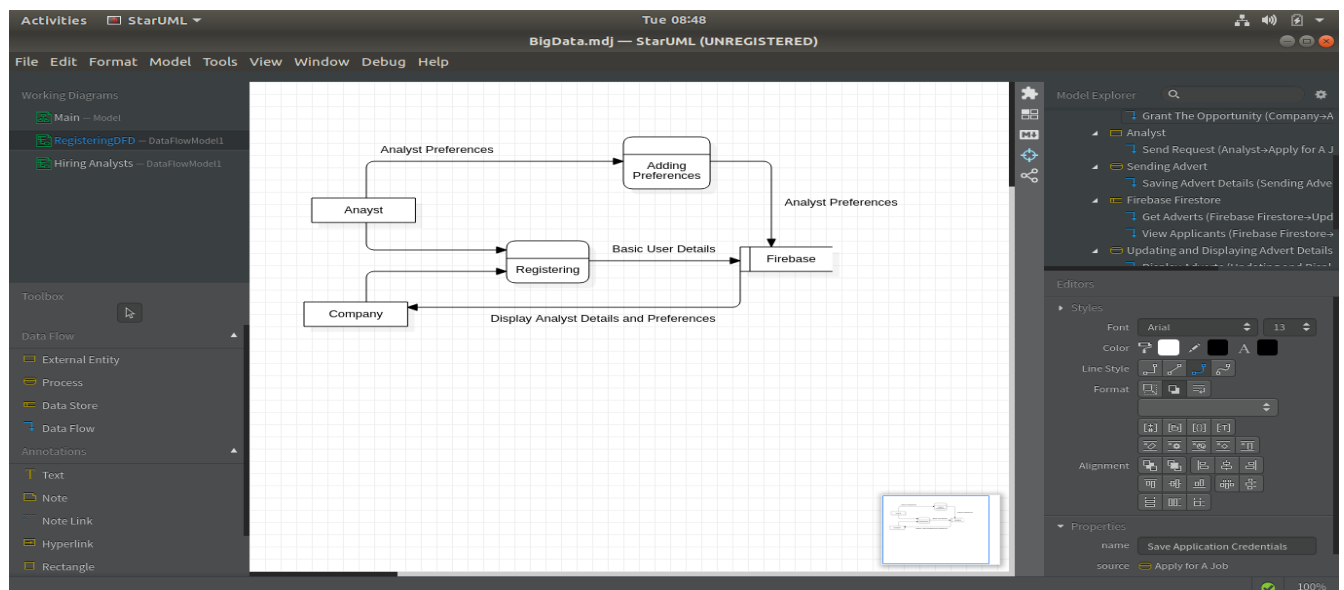 Activities StarUML Tue 08:48
BigData.mdj — StarUML (UNREGISTERED)
File Edit Format Model Tools View Window Debug Help
Working Diagrams
Main — Model
RegisteringDFD — DataFlowModel1
Hiring Analysts — DataFlowModel1
Toolbox
Data Flow
External Entity
Process
Data Store
Data Flow
Annotations
Text
Note
Note Link
Hyperlink
Rectangle
Analyst Preferences
Adding
Preferences
Anayst
Analyst Preferences
Registering
Basic User Details
Firebase
Company
Display Analyst Details and Preferences
Model Explorer
Grant The Opportunity (Company→A
Analyst
Send Request (Analyst→Apply for A J
Sending Advert
Saving Advert Details (Sending Adve
Firebase Firestore
Get Adverts (Firebase Firestore→Upd
View Applicants (Firebase Firestore→
Updating and Displaying Advert Details
Editors
Styles
Font Arial 13
Color A
Line Style
Format
Alignment
Properties
name Save Application Credentials
source Apply for A Job
100%